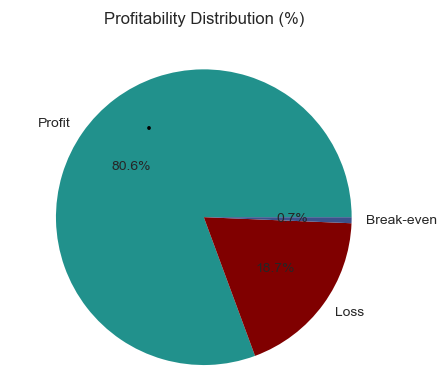 Profitability Distribution (%)
Profit
80.6%
0.7%
Break-even
Loss